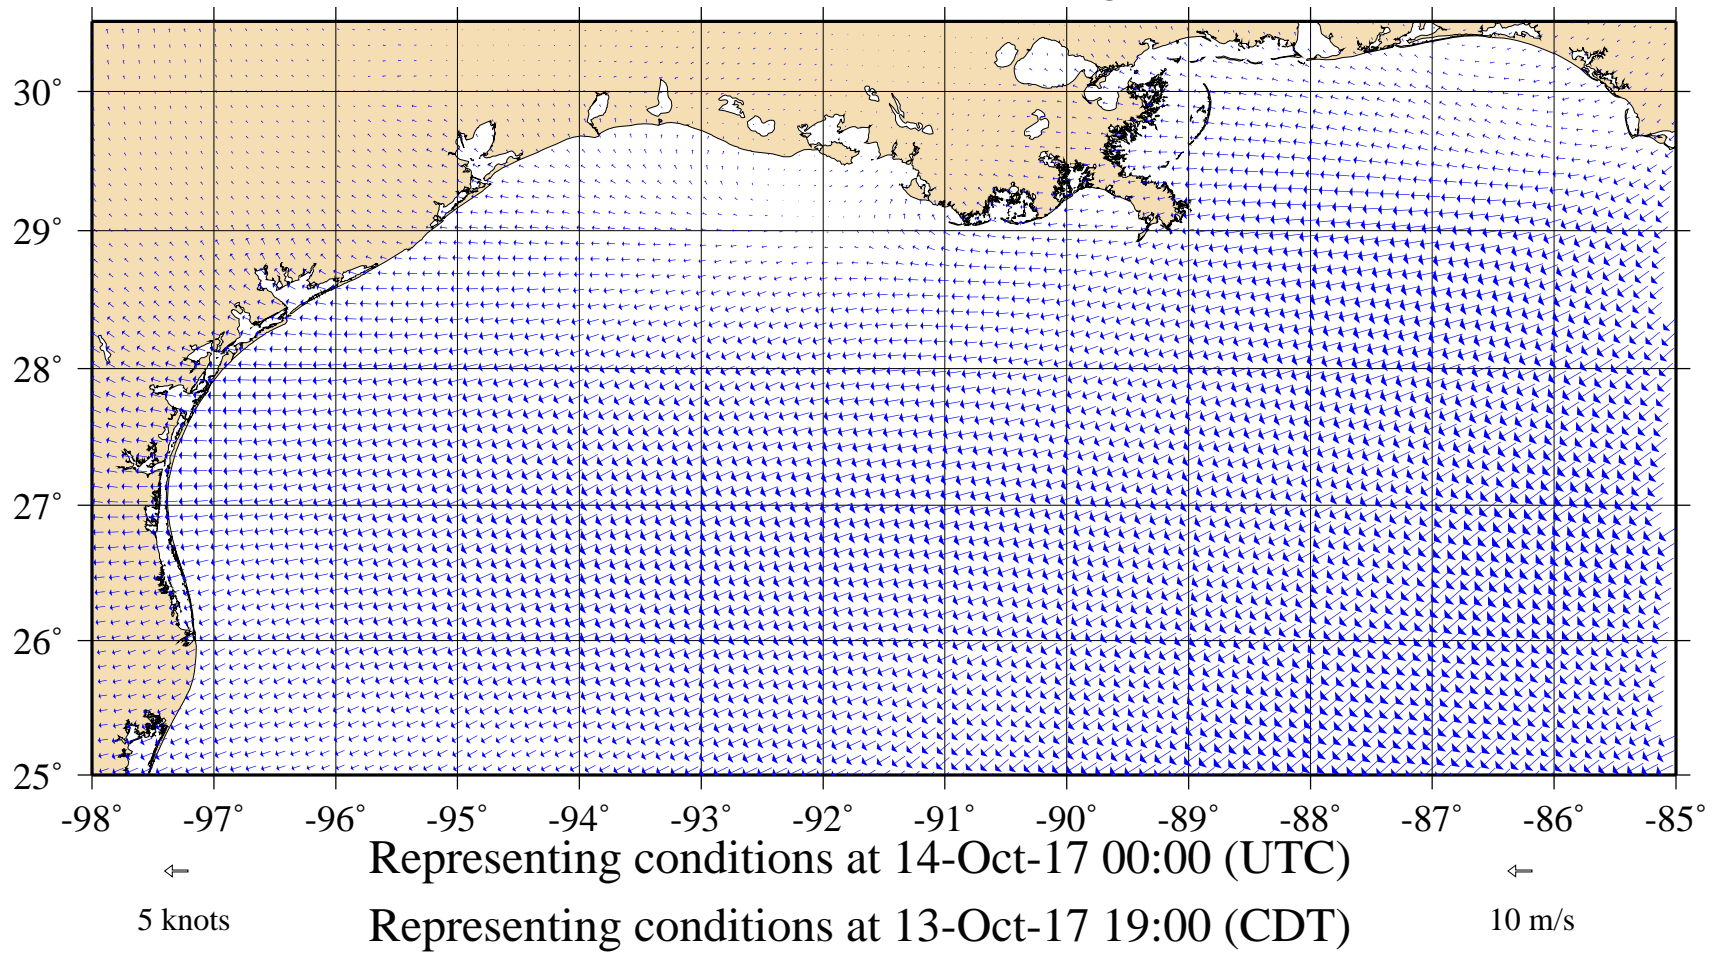 30°
29°
28°
27°
26°
25°
-98° -97° -96° -95° -94° -93° -92° -91° -90° -89° -88° -87° -86° -85°
Representing conditions at 14-Oct-17 00:00 (UTC)
5 knots
Representing conditions at 13-Oct-17 19:00 (CDT)
10 m/s